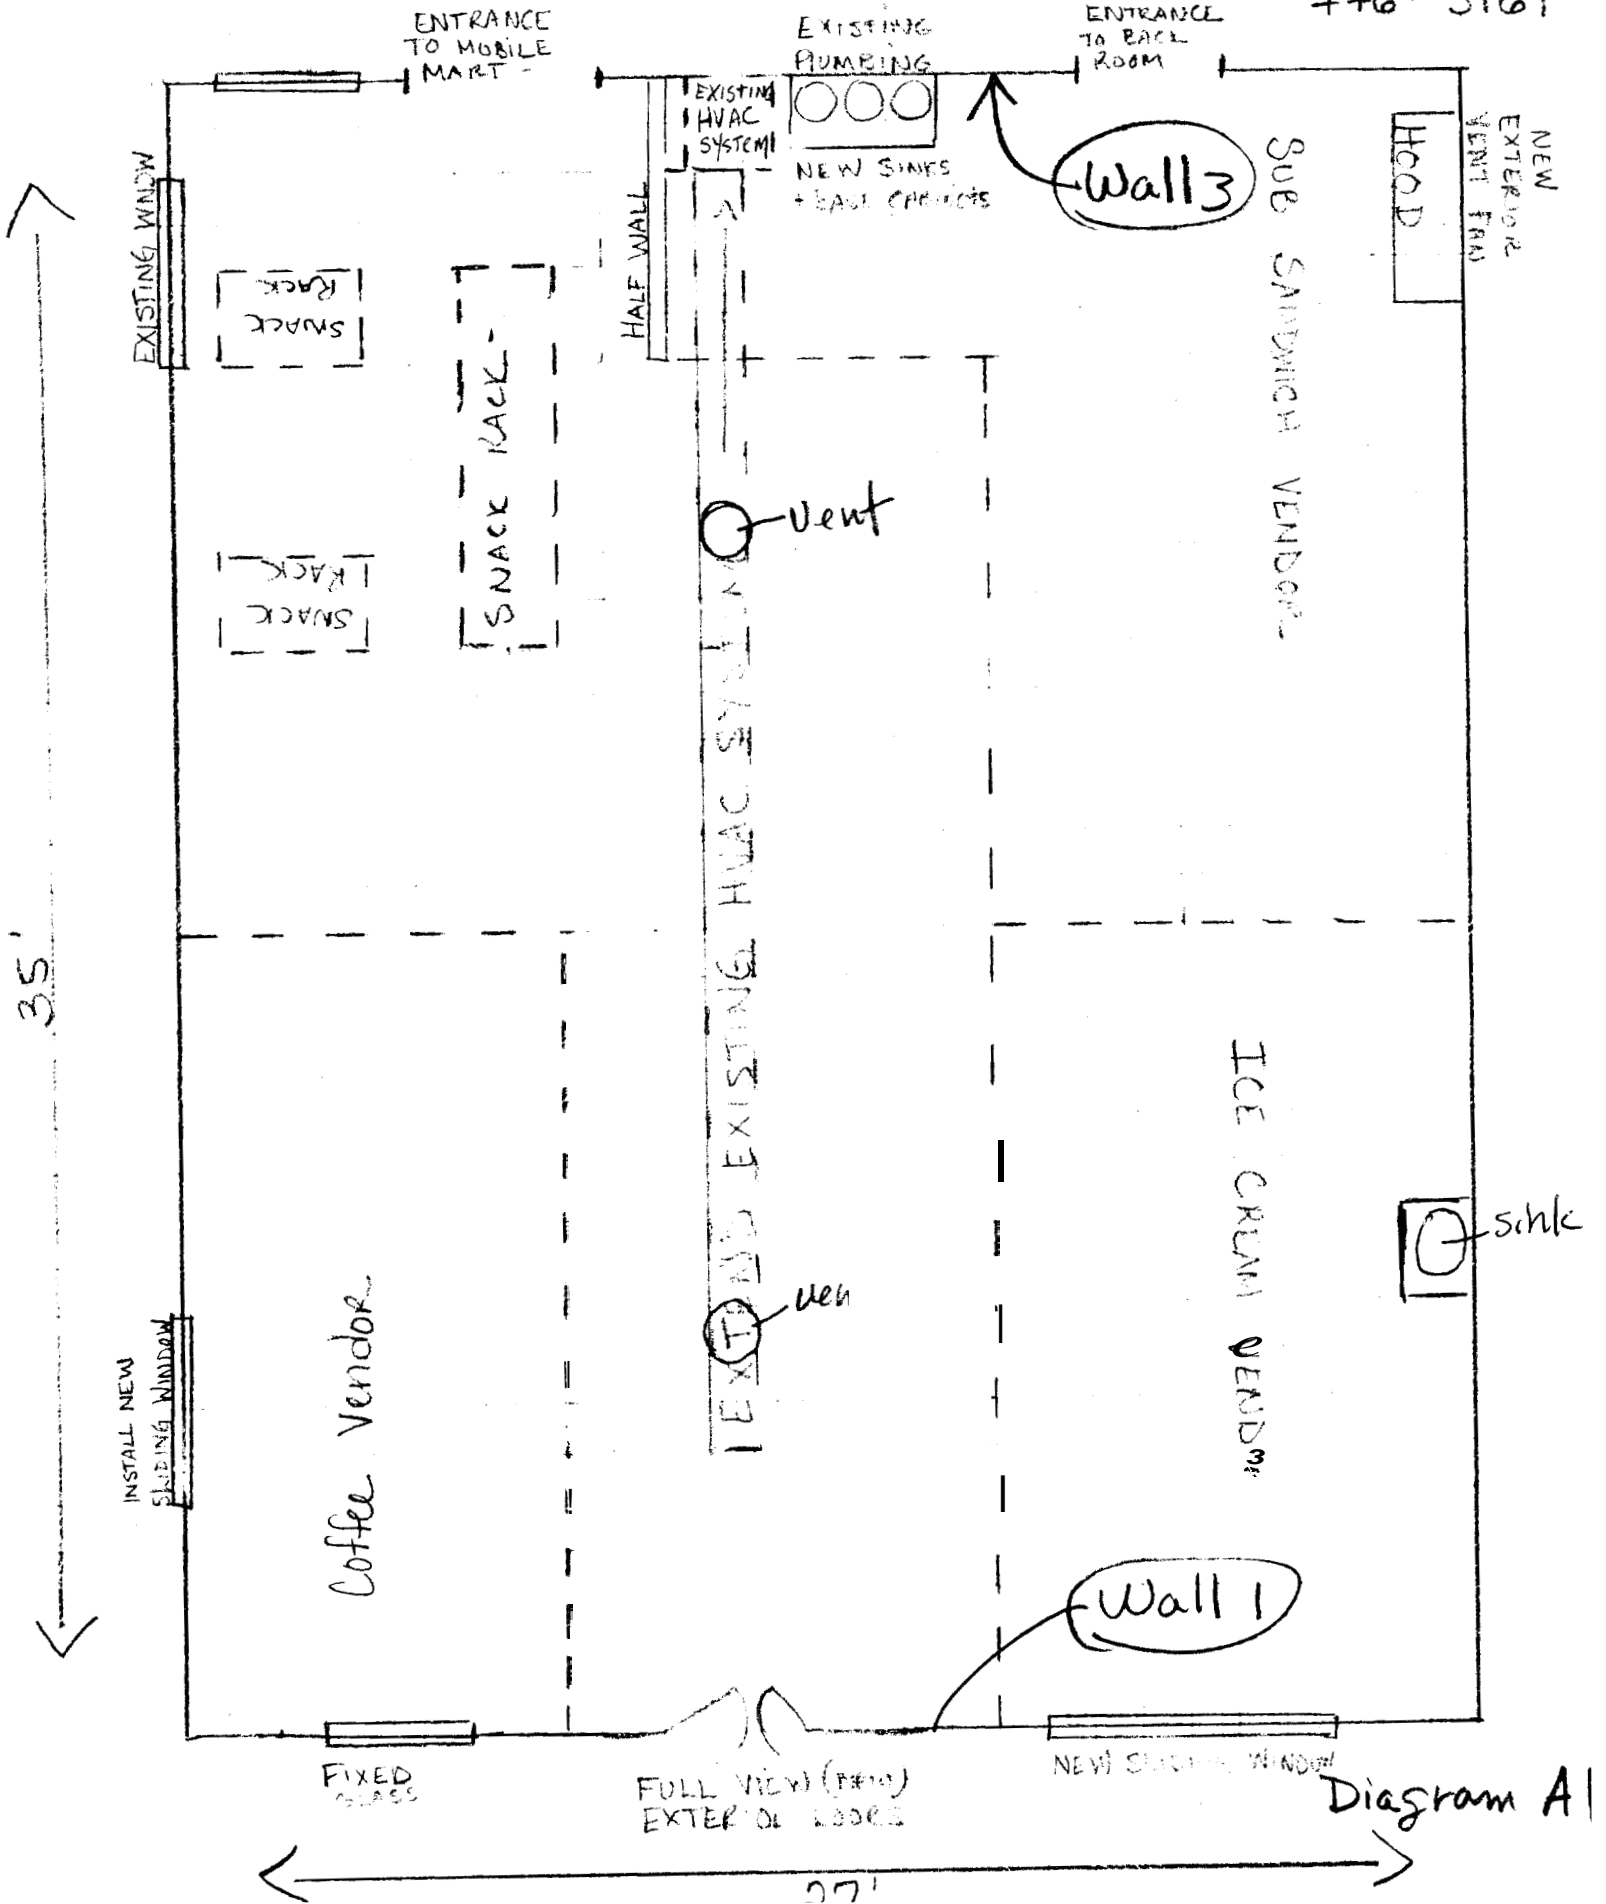 ENTRANCE
TO MOBILE
MART -
EXISTING
PLUMBING
ENTRANCE
TO BACK
ROOM
EXISTING
HVAC
SYSTEM
NEW SINKS
Wall 3
HOOD
NEW
EXTERIOR
VENT FAN
SUB SANDWICH VENDOR
EXISTING WNDW
HALF WALL
SNACK
RACK
SNACK RACK-
SNACK
RACK
vent
35'
EXTEND EXISTING HVAC SYSTEM
ICE CREAM VEND
sink
ven
Coffee Vendor
INSTALL NEW
SLIDING WINDOW
Wall 1
FIXED
GLASS
FULL VIEW
EXTERIOR DOORS
NEW SLIDING WINDOW
Diagram A1
27'